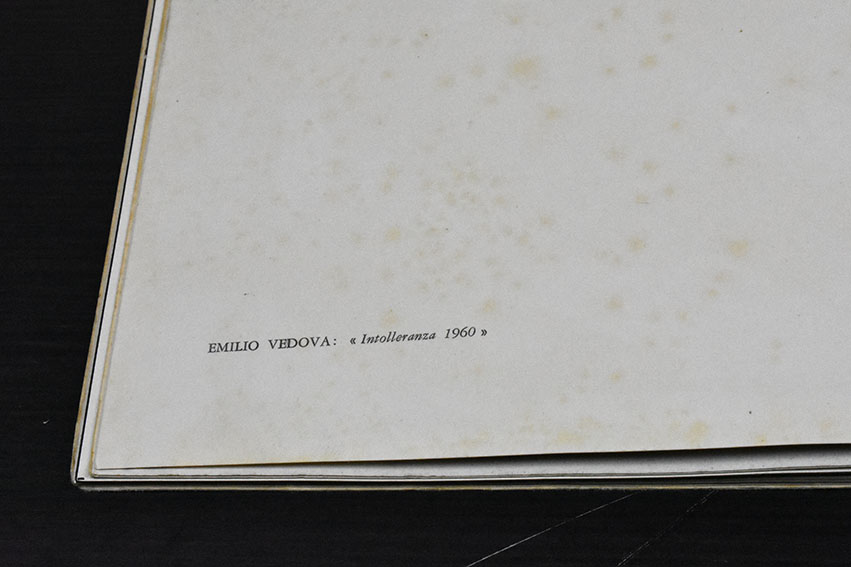 EMILIO VEDOVA: « Intolleranza 1960 »